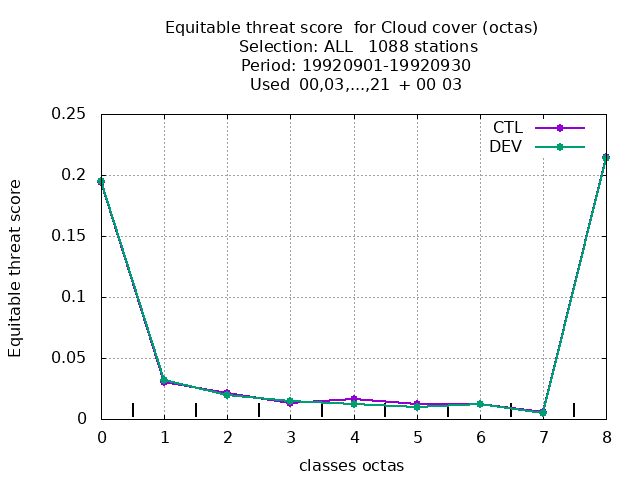 Equitable threat score  for Cloud cover (octas)
Selection: ALL   1088 stations
Period: 19920901-19920930
Used  00,03,...,21  + 00 03
CTL
DEV
Equitable threat score
0.25
0.2
0.15
0.1
0.05
0
0 1 2 3 4 5 6 7 8
classes octas